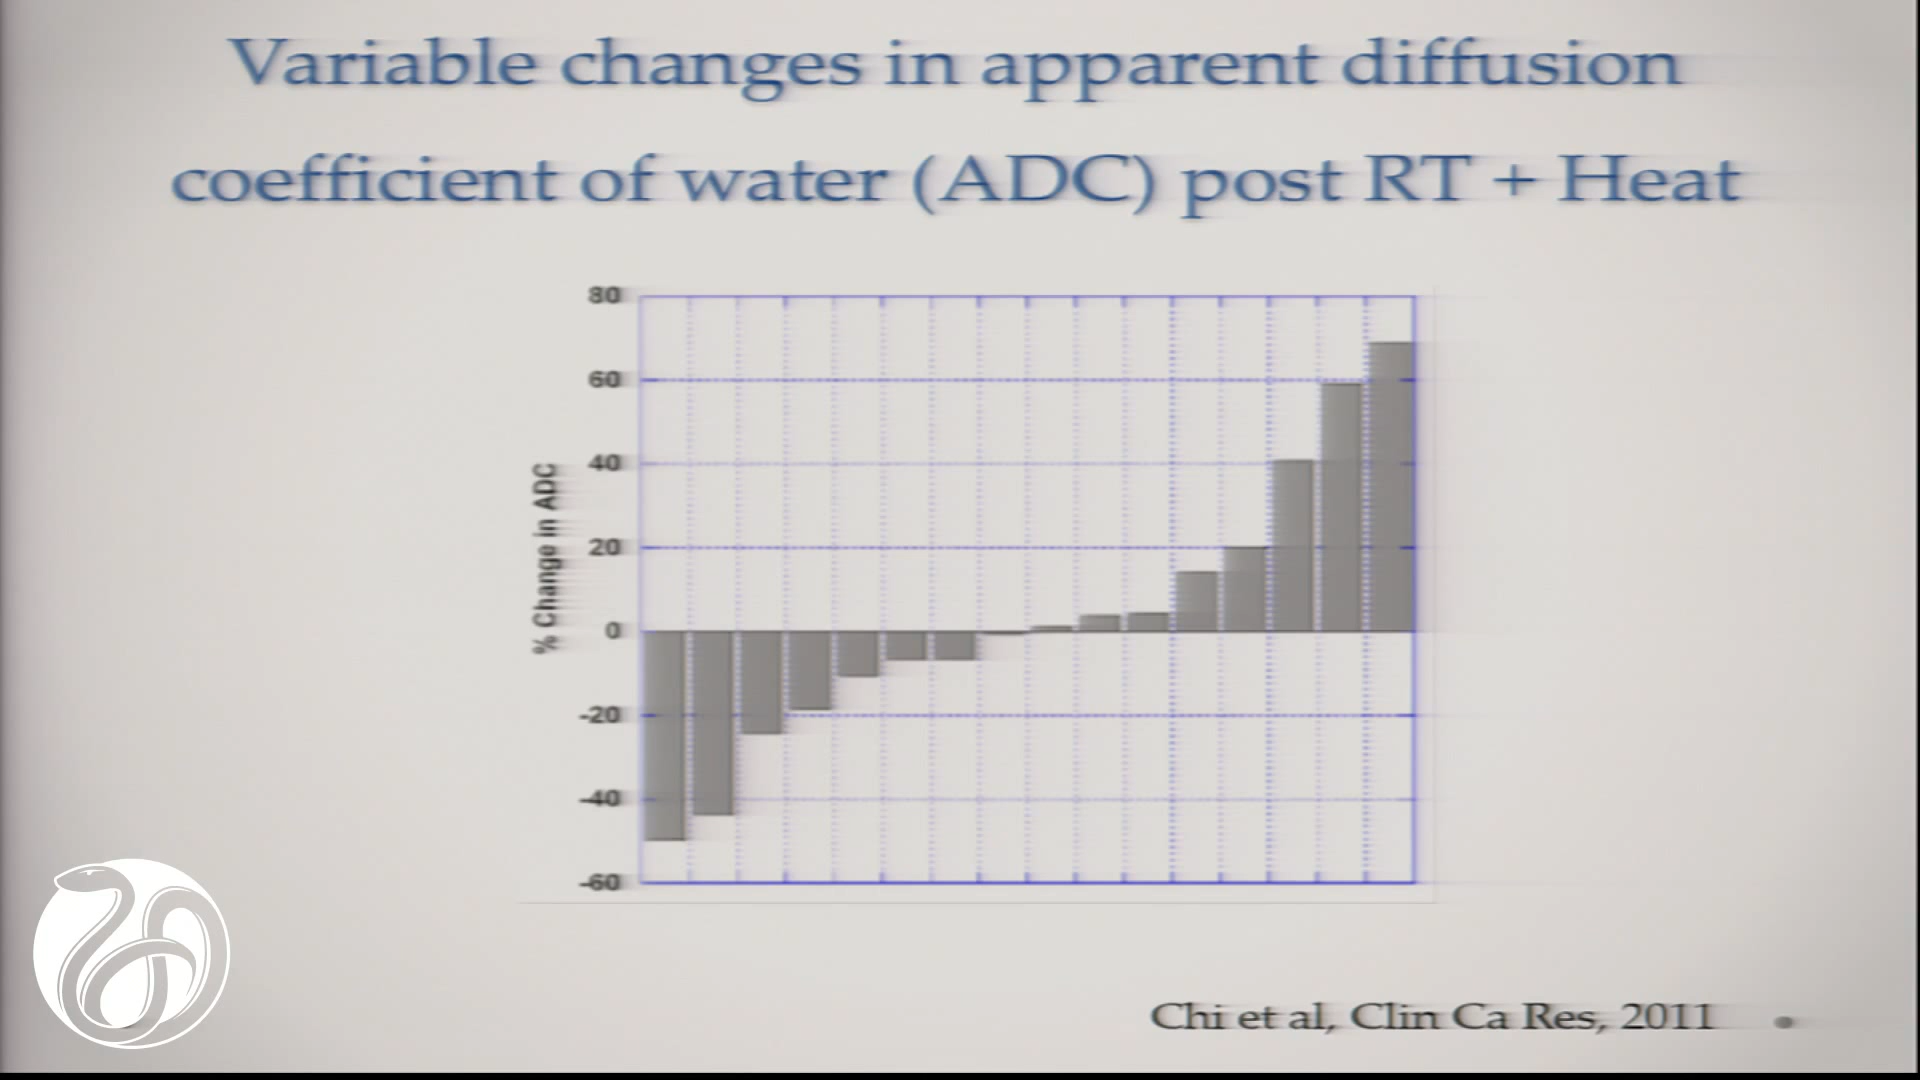 Variable changes in apparent diffusion
coefficient of water (ADC) post RT + Heat
80
60
40
20
0
-20
-40
-60
% Change in ADC
Chi et al, Clin Ca Res, 2011